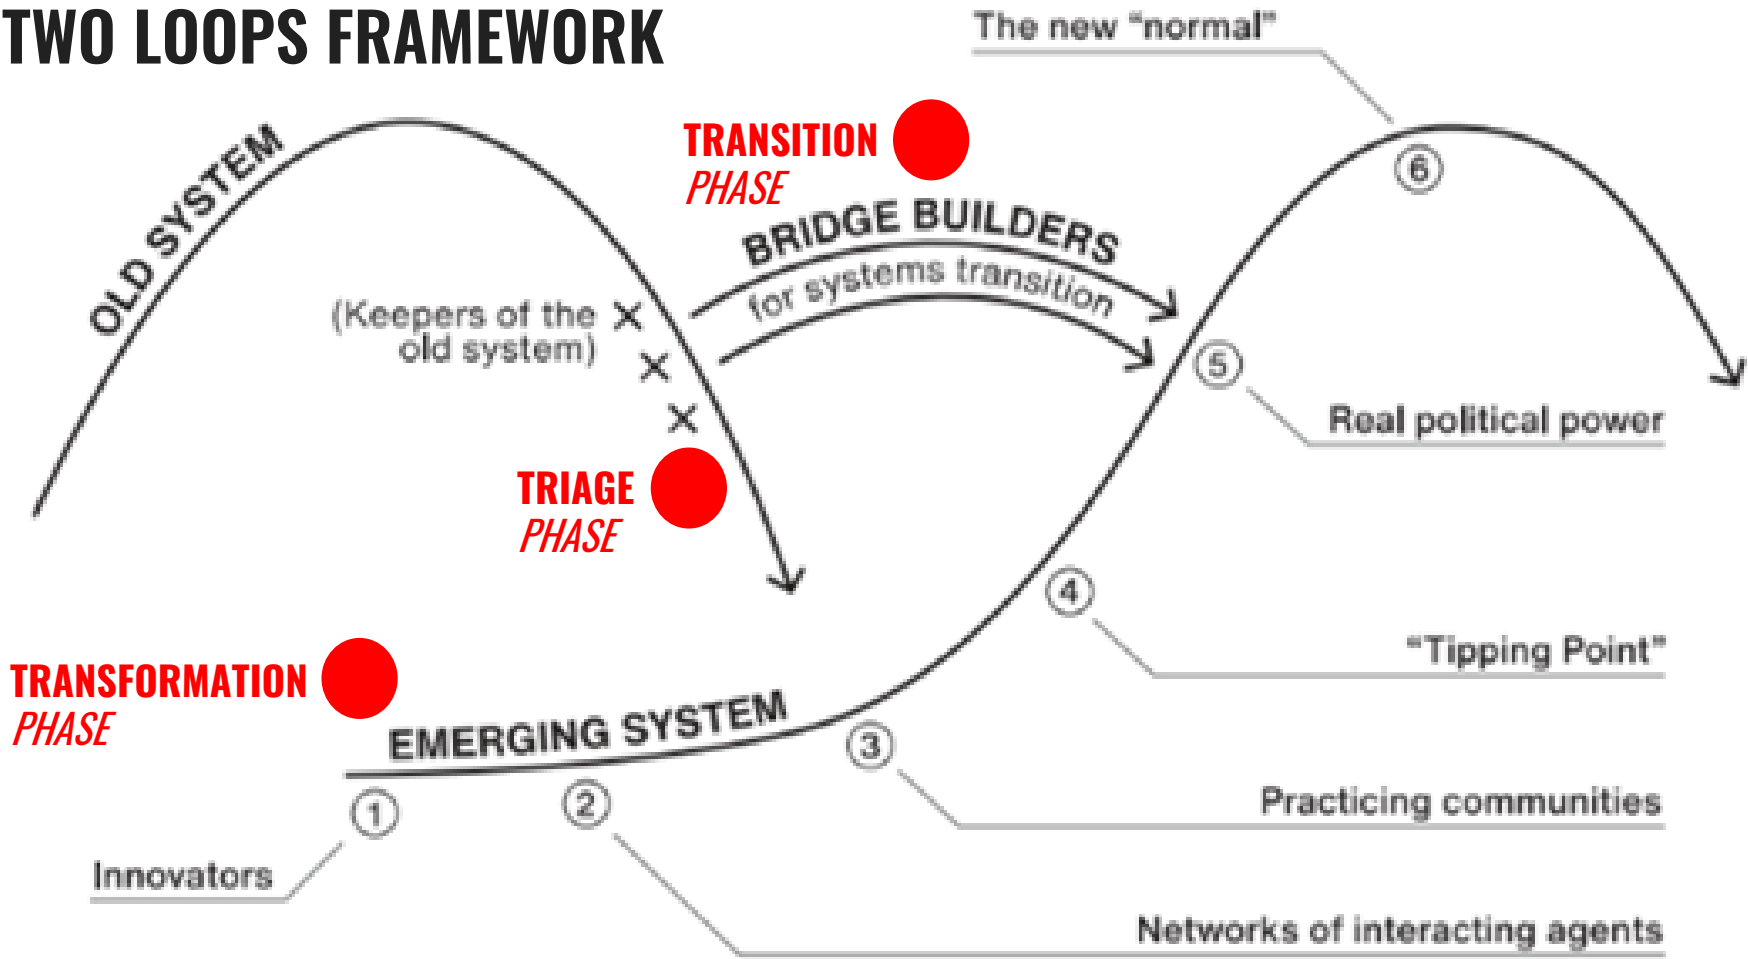 TWO LOOPS FRAMEWORK
The new “normal”
OLD SYSTEM
TRANSITION
PHASE
BRIDGE BUILDERS
for systems transition
(Keepers of the
old system)
TRIAGE
PHASE
TRANSFORMATION
PHASE
EMERGING SYSTEM
6
5
Real political power
4
“Tipping Point”
3
Practicing communities
1
2
Innovators
Networks of interacting agents